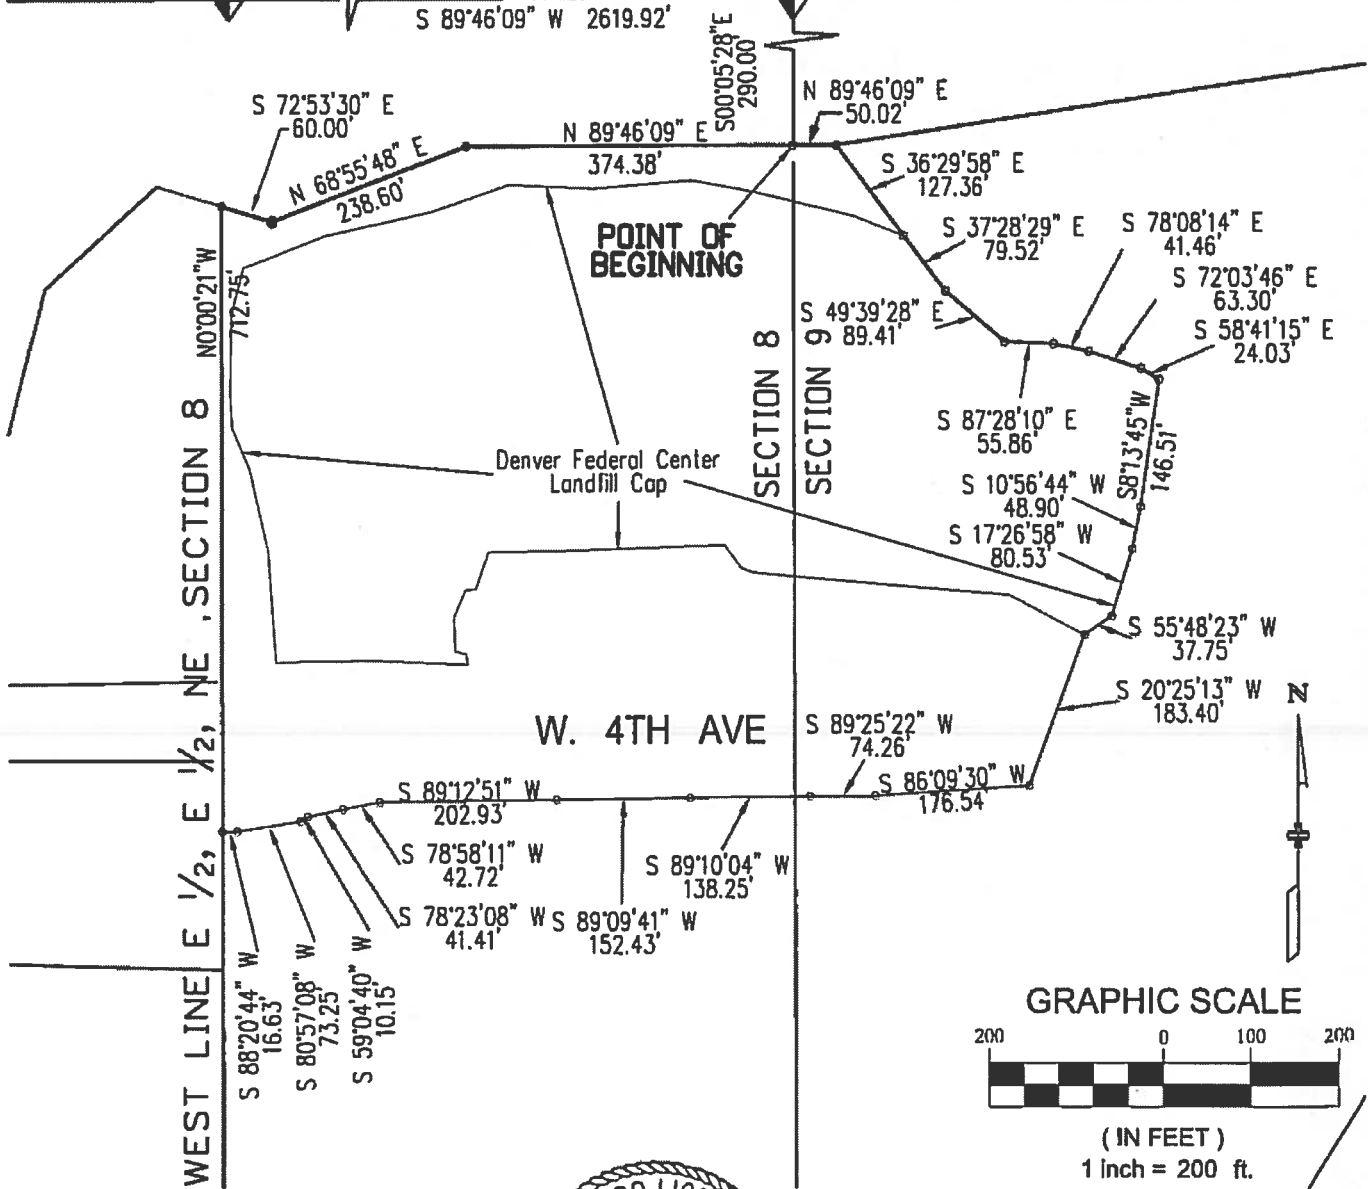 S 89°46'09" W 2619.92'
S00°05'28"E
290.00'
S 72°53'30" E
60.00'
N 89°46'09" E
50.02'
N 68°55'48" E
238.60'
N 89°46'09" E
374.38'
S 36°29'58" E
127.36'
POINT OF
BEGINNING
S 37°28'29" E
79.52'
S 78°08'14" E
41.46'
S 72°03'46" E
63.30'
N0°00'21"W
712.75'
S 49°39'28" E
89.41'
S 58°41'15" E
24.03'
SECTION 8
SECTION 9
S 87°28'10" E
55.86'
S8°13'45"W
146.51'
Denver Federal Center
Landfill Cap
S 10°56'44" W
48.90'
S 17°26'58" W
80.53'
S 55°48'23" W
37.75'
S 20°25'13" W
183.40'
N
W. 4TH AVE
S 89°25'22" W
74.26'
S 86°09'30" W
176.54
S 89°12'51" W
202.93'
S 78°58'11" W
42.72'
S 89°10'04" W
138.25'
S 78°23'08" W
41.41'
S 89°09'41" W
152.43'
S 88°20'44" W
16.63'
S 80°57'08" W
73.25
S 59°04'40" W
10.15'
WEST LINE E 1/2, E 1/2, NE , SECTION 8
GRAPHIC SCALE
200 0 100 200
( IN FEET )
1 inch = 200 ft.